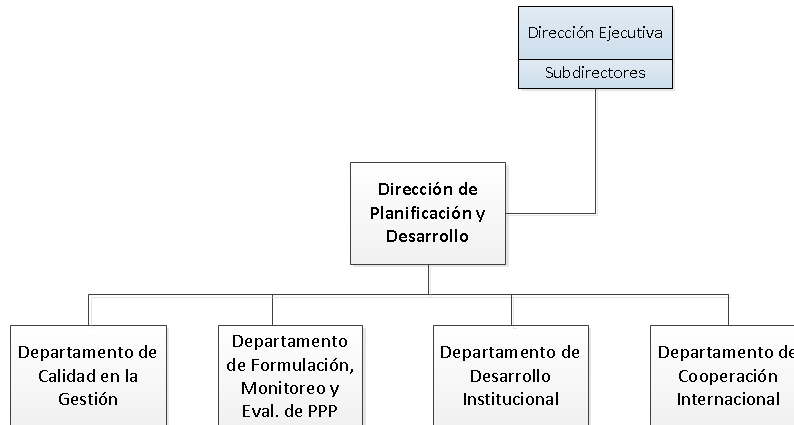 Dirección Ejecutiva
Subdirectores
Dirección de
Planificación y
Desarrollo
Departamento de
Calidad en la
Gestión
Departamento
de Formulación,
Monitoreo y
Eval. de PPP
Departamento de
Desarrollo
Institucional
Departamento de
Cooperación
Internacional